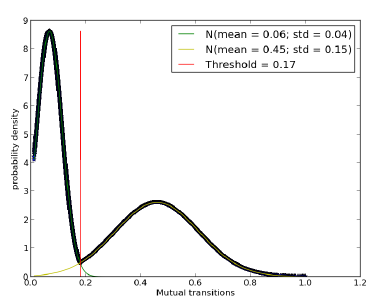 9
8
7
6
5
4
3
2
1
0
probability density
N(mean = 0.06; std = 0.04)
N(mean = 0.45; std = 0.15)
Threshold = 0.17
0.0 0.2 0.4 0.6 0.8 1.0 1.2
Mutual transitions